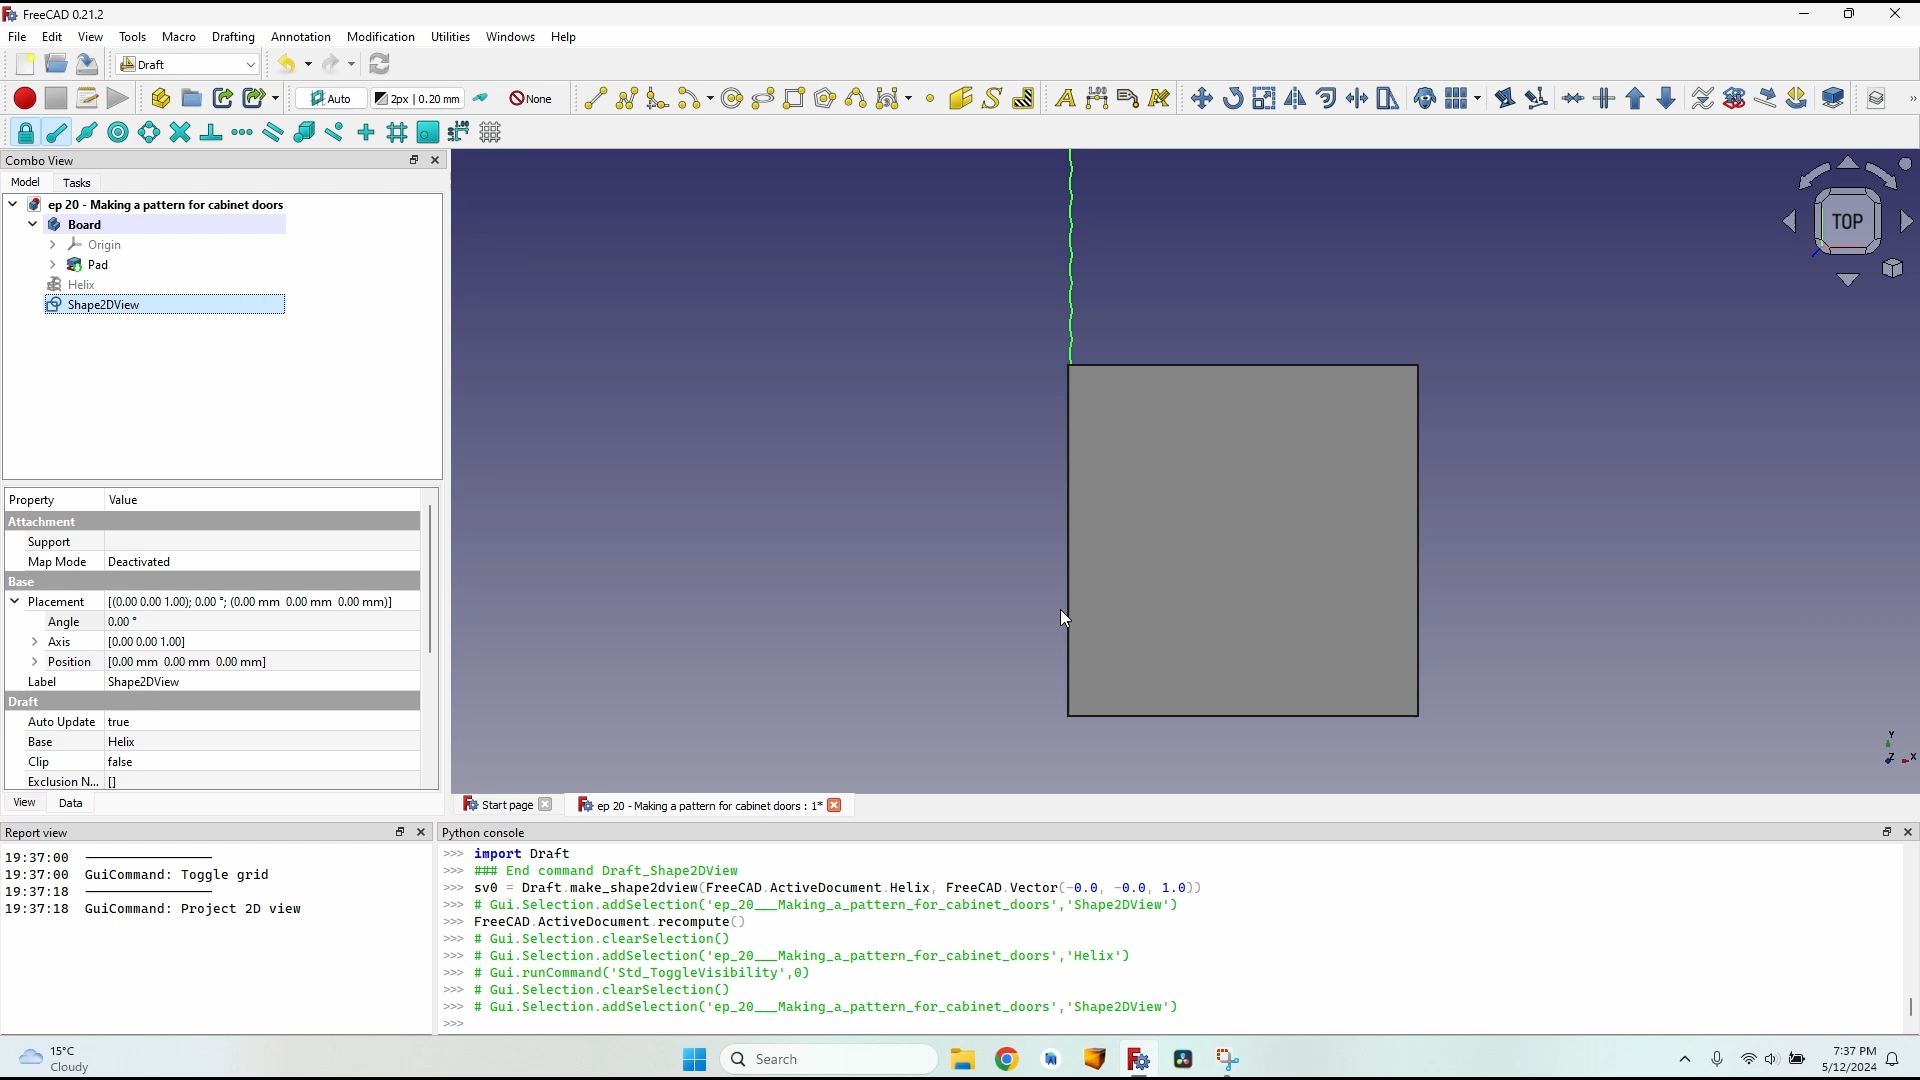 FreeCAD 0.21.2
File Edit View Tools Macro Drafting Annotation Modification Utilities Windows Help
Draft
Auto 2px | 0.20 mm None
Combo View
Model Tasks
ep 20 - Making a pattern for cabinet doors
Board
Origin
Pad
Helix
Shape2DView
TOP
Property Value
Attachment
Support
Map Mode Deactivated
Base
Placement [(0.00 0.00 1.00); 0.00 °; (0.00 mm 0.00 mm 0.00 mm)]
Angle 0.00 °
Axis [0.00 0.00 1.00]
Position [0.00 mm 0.00 mm 0.00 mm]
Label Shape2DView
Draft
Auto Update true
Base Helix
Clip false
Exclusion N... []
View Data
Y
Z X
Start page ep 20 - Making a pattern for cabinet doors : 1*
Report view
19:37:00 ────────────────
19:37:00 GuiCommand: Toggle grid
19:37:18 ────────────────
19:37:18 GuiCommand: Project 2D view
Python console
>>> import Draft
>>> ### End command Draft_Shape2DView
>>> sv0 = Draft.make_shape2dview(FreeCAD.ActiveDocument.Helix, FreeCAD.Vector(-0.0, -0.0, 1.0))
>>> # Gui.Selection.addSelection('ep_20___Making_a_pattern_for_cabinet_doors','Shape2DView')
>>> FreeCAD.ActiveDocument.recompute()
>>> # Gui.Selection.clearSelection()
>>> # Gui.Selection.addSelection('ep_20___Making_a_pattern_for_cabinet_doors','Helix')
>>> # Gui.runCommand('Std_ToggleVisibility',0)
>>> # Gui.Selection.clearSelection()
>>> # Gui.Selection.addSelection('ep_20___Making_a_pattern_for_cabinet_doors','Shape2DView')
>>>
15°C
Cloudy
Search
7:37 PM
5/12/2024